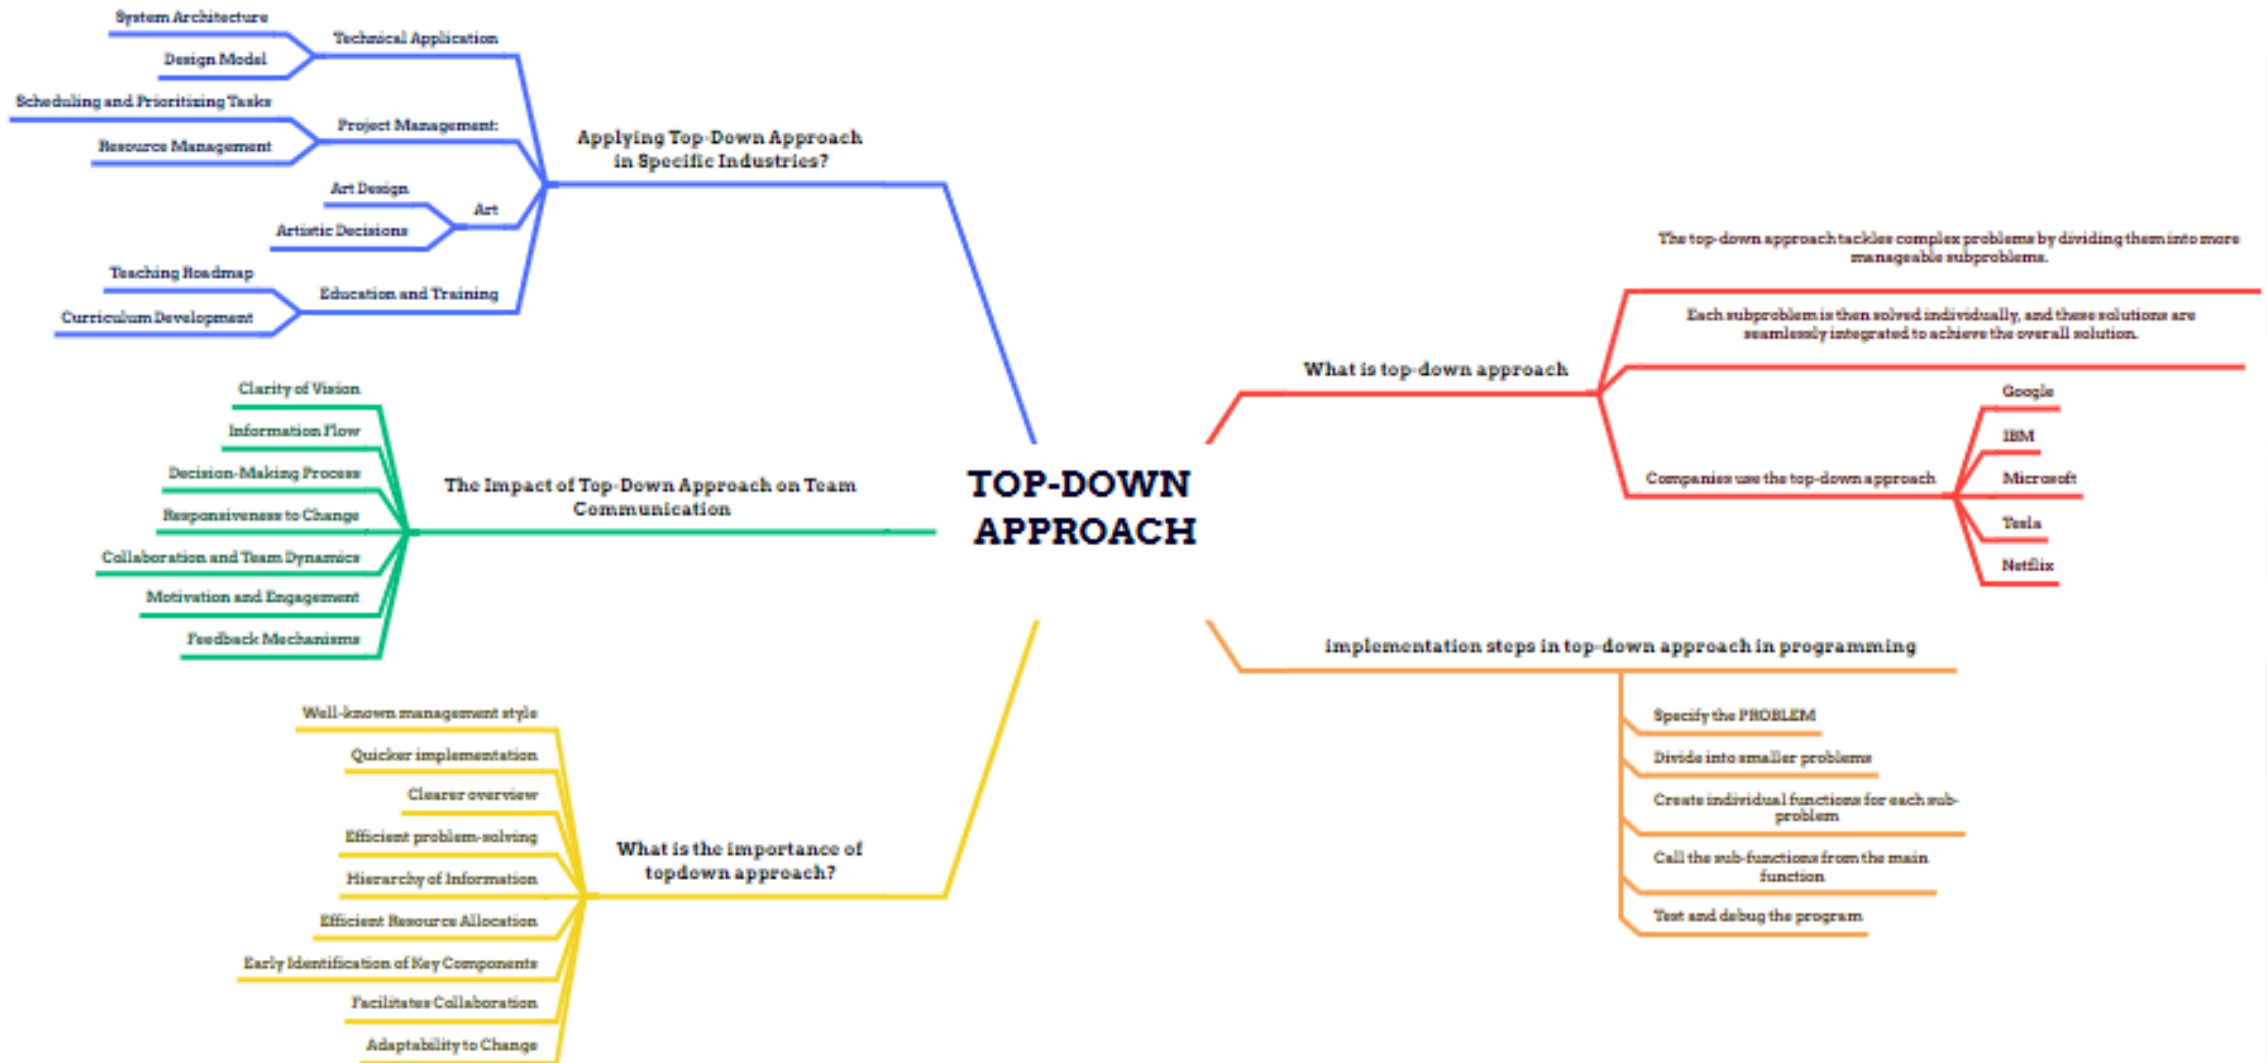 TOP-DOWN
APPROACH
What is top-down approach
The top-down approach tackles complex problems by dividing them into more
manageable subproblems.
Each subproblem is then solved individually, and these solutions are
seamlessly integrated to achieve the overall solution.
Companies use the top-down approach
Google
IBM
Microsoft
Tesla
Netflix
implementation steps in top-down approach in programming
Specify the PROBLEM
Divide into smaller problems
Create individual functions for each sub-
problem
Call the sub-functions from the main
function
Test and debug the program
Applying Top-Down Approach
in Specific Industries?
Technical Application
System Architecture
Design Model
Project Management:
Scheduling and Prioritizing Tasks
Resource Management
Art
Art Design
Artistic Decisions
Education and Training
Teaching Roadmap
Curriculum Development
The Impact of Top-Down Approach on Team
Communication
Clarity of Vision
Information Flow
Decision-Making Process
Responsiveness to Change
Collaboration and Team Dynamics
Motivation and Engagement
Feedback Mechanisms
What is the importance of
topdown approach?
Well-known management style
Quicker implementation
Clearer overview
Efficient problem-solving
Hierarchy of Information
Efficient Resource Allocation
Early Identification of Key Components
Facilitates Collaboration
Adaptability to Change